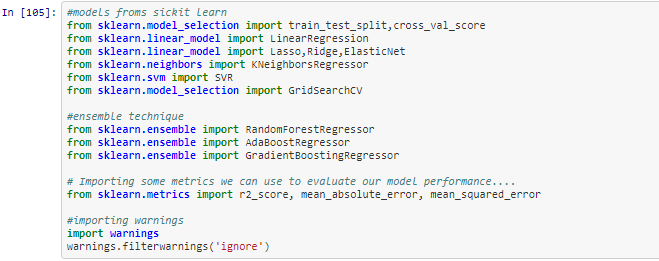 In [105]: #models froms sickit Learn
from sklearn.model_selection import train_test_split,cross_val_score
from sklearn.linear_model import LinearRegression
from sklearn.linear_model import Lasso,Ridge,ElasticNet
from sklearn.neighbors import KNeighborsRegressor
from sklearn.svm import SVR
from sklearn.model_selection import GridSearchCV
#ensemble technique
from sklearn.ensemble import RandomForestRegressor
from sklearn.ensemble import AdaBoostRegressor
from sklearn.ensemble import GradientBoostingRegressor
# Importing some metrics we can use to evaluate our model performance....
from sklearn.metrics import r2_score, mean_absolute_error, mean_squared_error
#importing warnings
import warnings
warnings.filterwarnings('ignore')